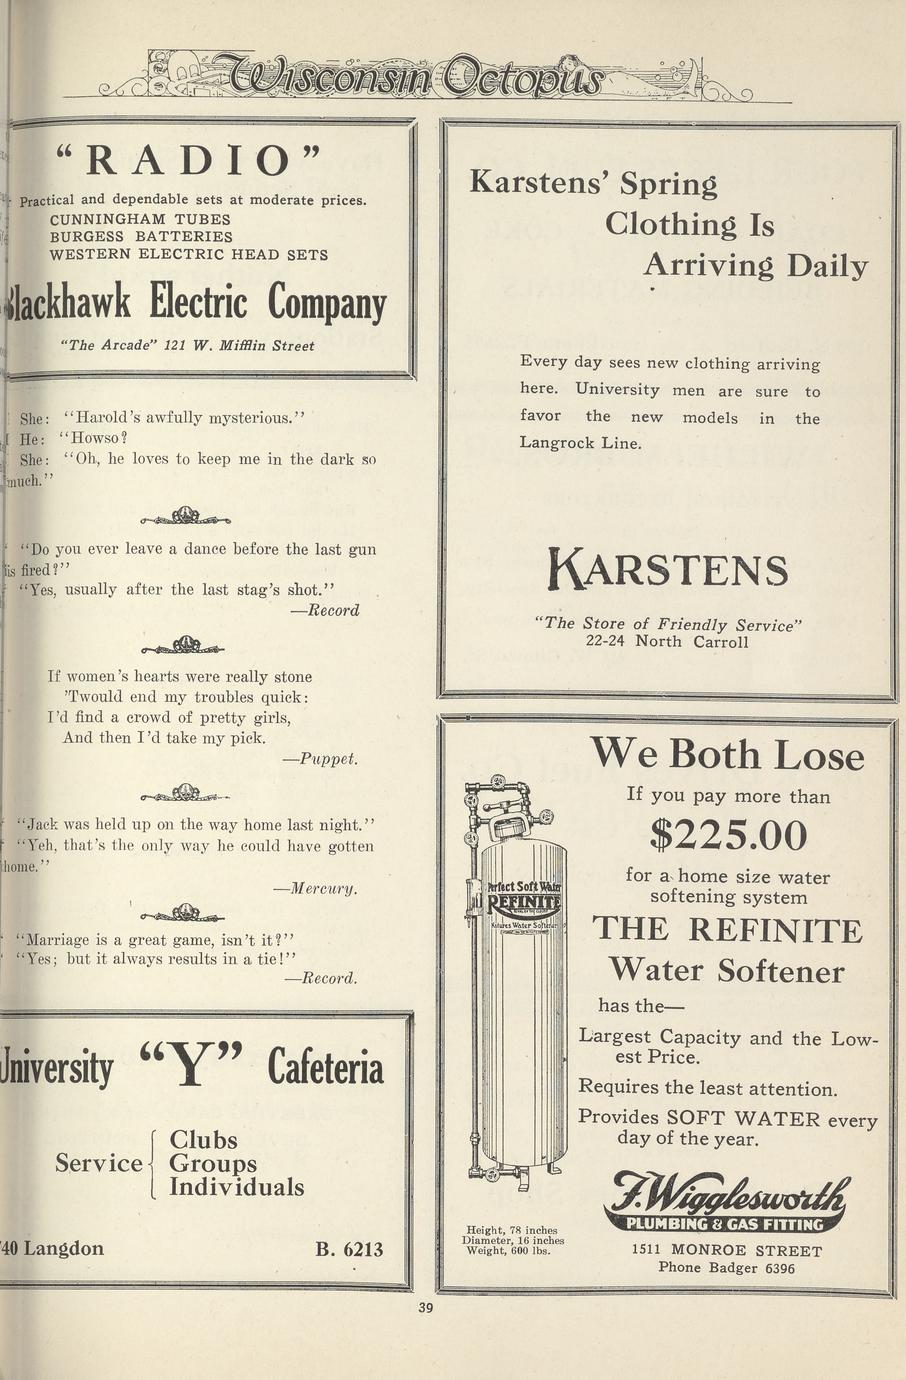 Wisconsin Octopus
"RADIO"
Practical and dependable sets at moderate prices.
CUNNINGHAM TUBES
BURGESS BATTERIES
WESTERN ELECTRIC HEAD SETS
Blackhawk Electric Company
"The Arcade" 121 W. Mifflin Street
She: "Harold's awfully mysterious."
He: "Howso?
She: "Oh, he loves to keep me in the dark so
much."
"Do you ever leave a dance before the last gun
is fired?"
"Yes, usually after the last stag's shot."
—Record
If women's hearts were really stone
'Twould end my troubles quick:
I'd find a crowd of pretty girls,
And then I'd take my pick.
—Puppet.
"Jack was held up on the way home last night."
"Yeh, that's the only way he could have gotten
home."
—Mercury.
"Marriage is a great game, isn't it?"
"Yes; but it always results in a tie!"
—Record.
University "Y" Cafeteria
Service
Clubs
Groups
Individuals
740 Langdon B. 6213
Karstens' Spring
Clothing Is
Arriving Daily
Every day sees new clothing arriving
here. University men are sure to
favor the new models in the
Langrock Line.
KARSTENS
"The Store of Friendly Service"
22-24 North Carroll
We Both Lose
If you pay more than
$225.00
for a home size water
softening system
THE REFINITE
Water Softener
has the—
Largest Capacity and the Low-
est Price.
Requires the least attention.
Provides SOFT WATER every
day of the year.
Perfect Soft Water
REFINITE
Natures Water Softener
Height, 78 inches
Diameter, 16 inches
Weight, 600 lbs.
F. Wigglesworth
PLUMBING & GAS FITTING
1511 MONROE STREET
Phone Badger 6396
39